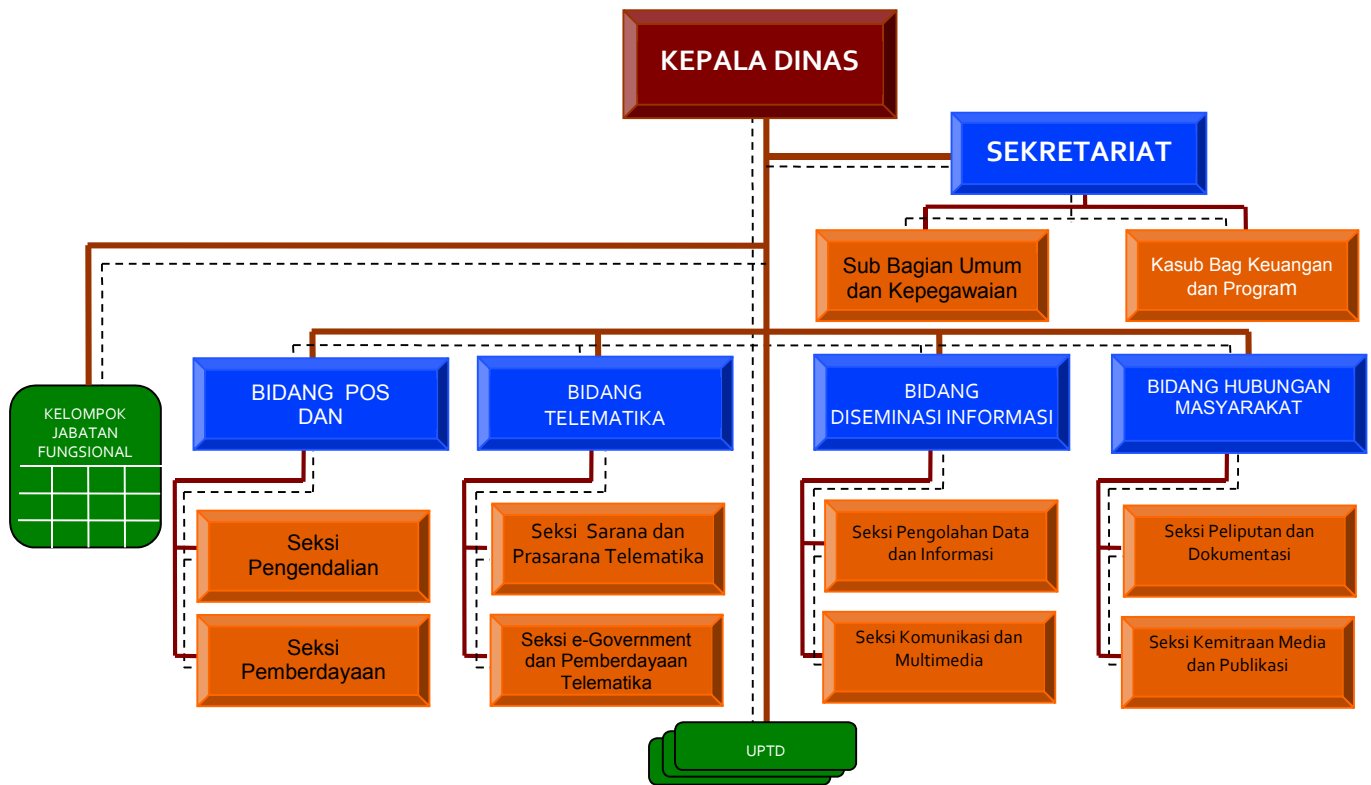 KEPALA DINAS
SEKRETARIAT
Sub Bagian Umum
dan Kepegawaian
Kasub Bag Keuangan
dan Program
KELOMPOK
JABATAN
FUNGSIONAL
BIDANG POS
DAN
BIDANG
TELEMATIKA
BIDANG
DISEMINASI INFORMASI
BIDANG HUBUNGAN
MASYARAKAT
Seksi
Pengendalian
Seksi Sarana dan
Prasarana Telematika
Seksi Pengolahan Data
dan Informasi
Seksi Peliputan dan
Dokumentasi
Seksi
Pemberdayaan
Seksi e-Government
dan Pemberdayaan
Telematika
Seksi Komunikasi dan
Multimedia
Seksi Kemitraan Media
dan Publikasi
UPTD